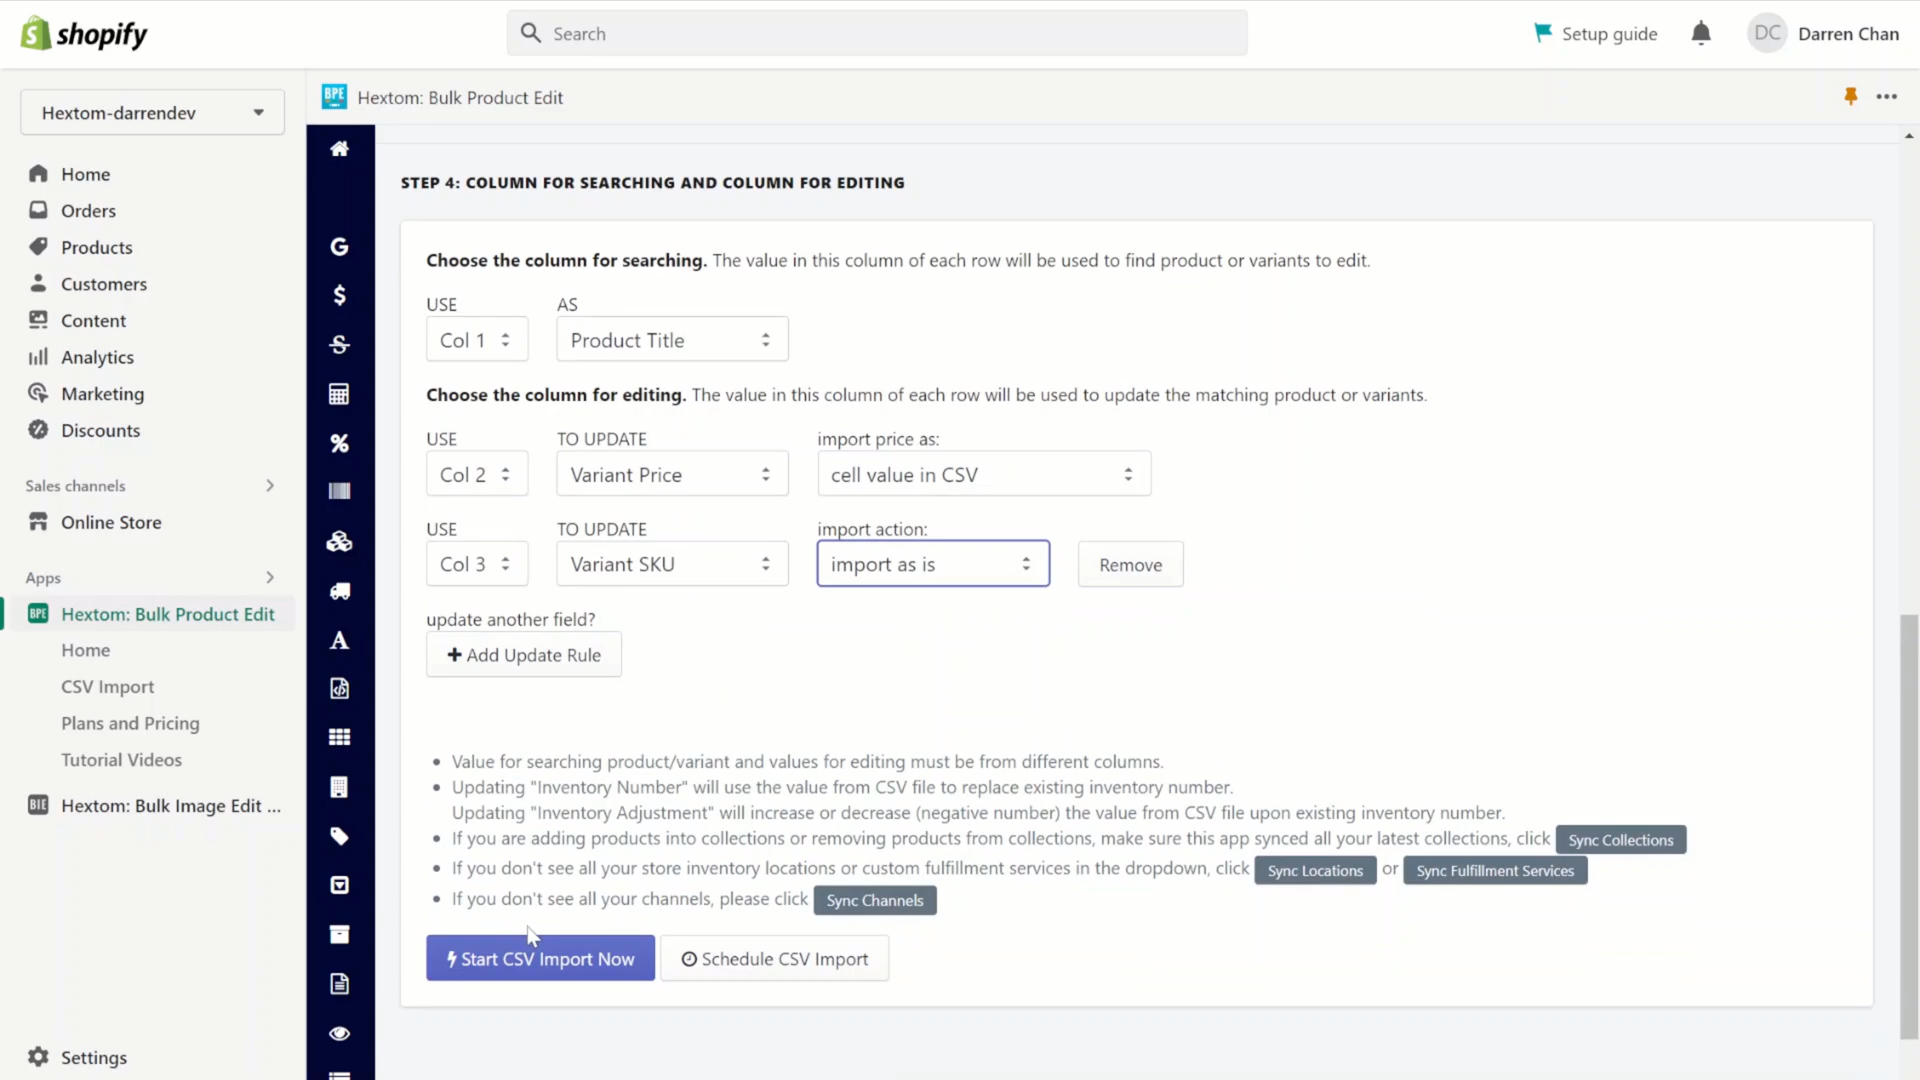 shopify
Search
Setup guide
DC
Darren Chan
Hextom-darrendev
BPE
Hextom: Bulk Product Edit
Home
Orders
Products
Customers
Content
Analytics
Marketing
Discounts
Sales channels
Online Store
Apps
BPE
Hextom: Bulk Product Edit
Home
CSV Import
Plans and Pricing
Tutorial Videos
BIE
Hextom: Bulk Image Edit ...
Settings
STEP 4: COLUMN FOR SEARCHING AND COLUMN FOR EDITING
Choose the column for searching. The value in this column of each row will be used to find product or variants to edit.
USE AS
Col 1 Product Title
Choose the column for editing. The value in this column of each row will be used to update the matching product or variants.
USE TO UPDATE import price as:
Col 2 Variant Price cell value in CSV
USE TO UPDATE import action:
Col 3 Variant SKU import as is Remove
update another field?
Add Update Rule
• Value for searching product/variant and values for editing must be from different columns.
• Updating "Inventory Number" will use the value from CSV file to replace existing inventory number.
Updating "Inventory Adjustment" will increase or decrease (negative number) the value from CSV file upon existing inventory number.
• If you are adding products into collections or removing products from collections, make sure this app synced all your latest collections, click Sync Collections
• If you don't see all your store inventory locations or custom fulfillment services in the dropdown, click Sync Locations or Sync Fulfillment Services
• If you don't see all your channels, please click Sync Channels
Start CSV Import Now Schedule CSV Import